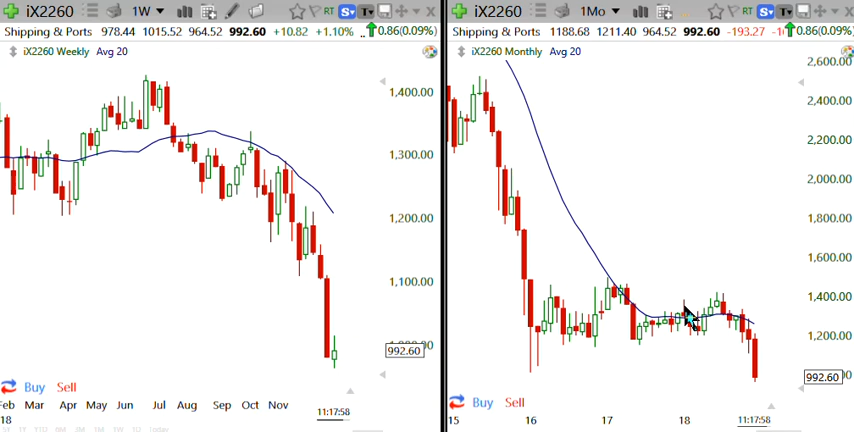 iX2260 1W RT S T
Shipping & Ports 978.44 1015.52 964.52 992.60 +10.82 +1.10% .. 0.86(0.09%)
iX2260 Weekly Avg 20
1,400.00
1,300.00
1,200.00
1,100.00
992.60
Buy Sell
Feb Mar Apr May Jun Jul Aug Sep Oct Nov 11:17:58
18
iX2260 1Mo RT S T
Shipping & Ports 1188.68 1211.40 964.52 992.60 -193.27 0.86(0.09%)
iX2260 Monthly Avg 20
2,600.00
2,400.00
2,200.00
2,000.00
1,800.00
1,600.00
1,400.00
1,200.00
992.60
Buy Sell
15 16 17 18 11:17:58